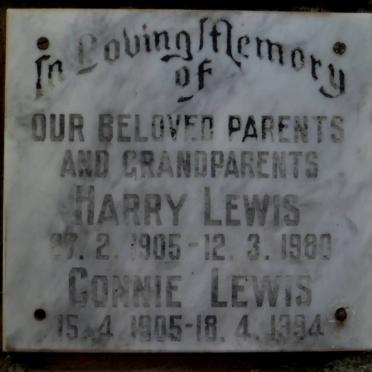 In Loving Memory
of
OUR BELOVED PARENTS
AND GRANDPARENTS
HARRY LEWIS
27. 2. 1905 - 12. 3. 1980
CONNIE LEWIS
15. 4 1905 - 18. 4. 1994